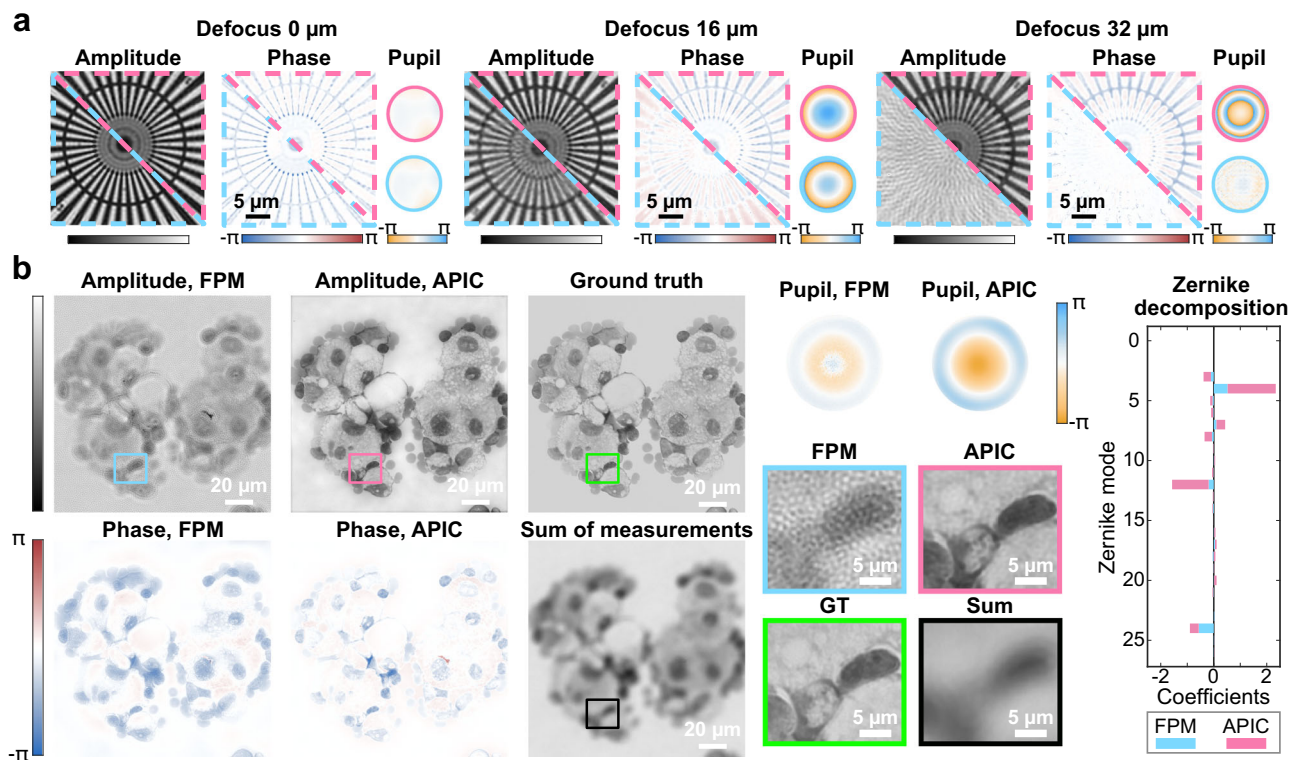 a
Defocus 0 μm
Defocus 16 μm
Defocus 32 μm
Amplitude Phase Pupil
Amplitude Phase Pupil
Amplitude Phase Pupil
5 μm
5 μm
5 μm
-π π -π π
-π π -π π
-π π -π π
b
Amplitude, FPM
Amplitude, APIC
Ground truth
Pupil, FPM
Pupil, APIC
Zernike
decomposition
π
-π
20 μm
20 μm
20 μm
Phase, FPM
Phase, APIC
Sum of measurements
π
-π
20 μm
FPM
APIC
5 μm
5 μm
GT
Sum
5 μm
5 μm
Zernike mode
0
5
10
15
20
25
-2 0 2
Coefficients
FPM APIC